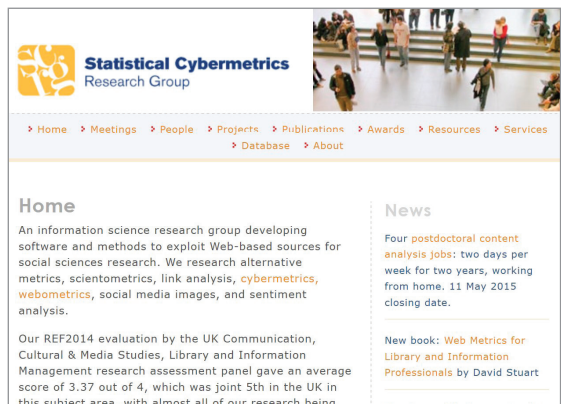 Statistical Cybermetrics
Research Group
Home Meetings People Projects Publications Awards Resources Services
Database About
Home
An information science research group developing
software and methods to exploit Web-based sources for
social sciences research. We research alternative
metrics, scientometrics, link analysis, cybermetrics,
webometrics, social media images, and sentiment
analysis.
Our REF2014 evaluation by the UK Communication,
Cultural & Media Studies, Library and Information
Management research assessment panel gave an average
score of 3.37 out of 4, which was joint 5th in the UK in
this subject area, with almost all of our research being
News
Four postdoctoral content
analysis jobs: two days per
week for two years, working
from home. 11 May 2015
closing date.
New book: Web Metrics for
Library and Information
Professionals by David Stuart